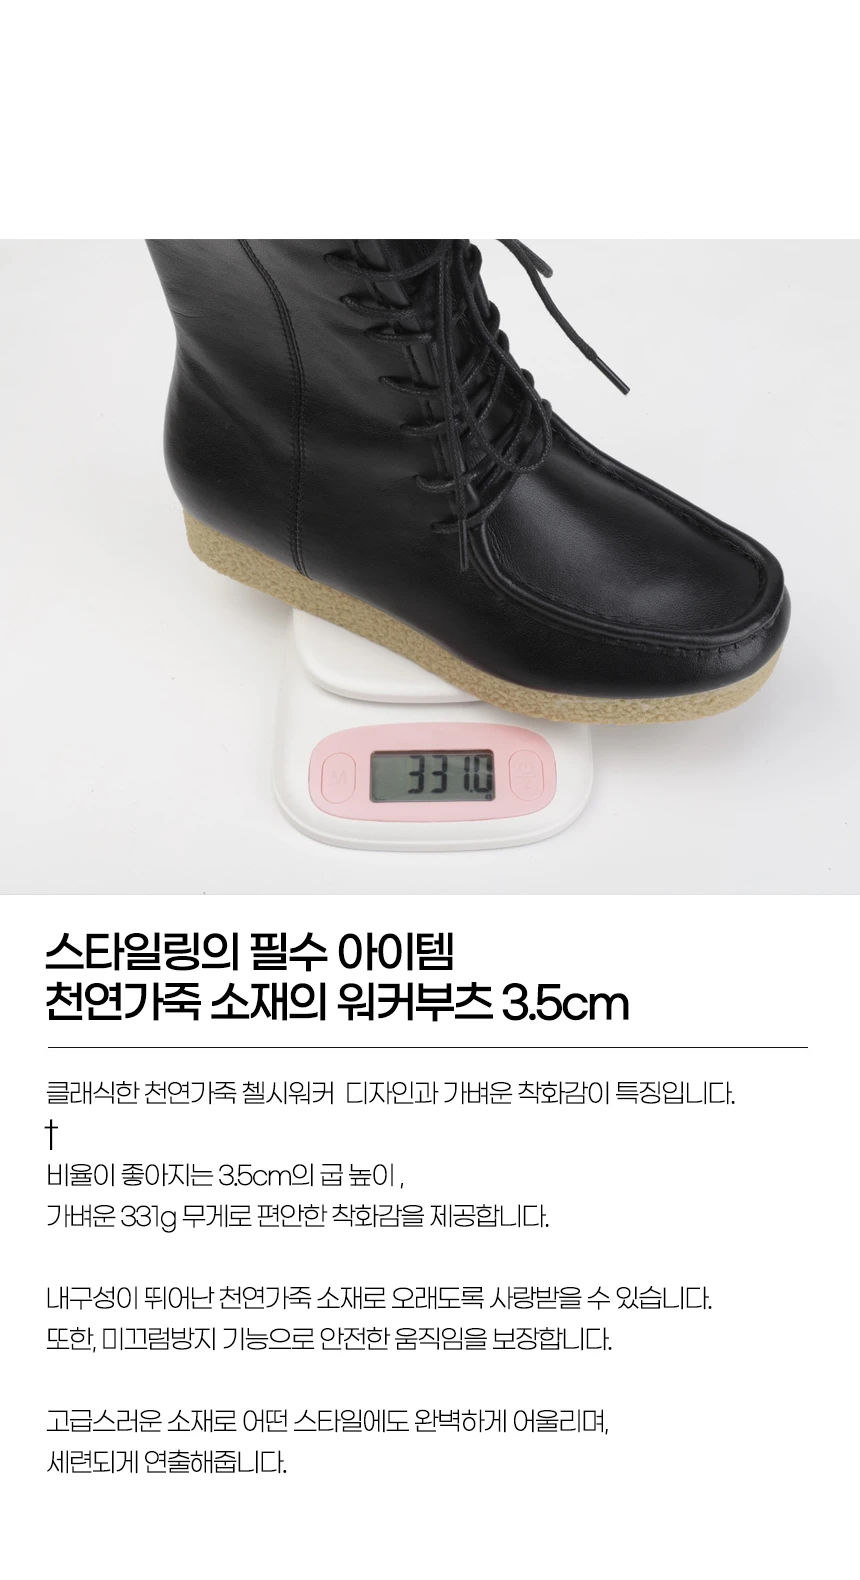 331.0
스타일링의 필수 아이템
천연가죽 소재의 워커부츠 3.5cm
클래식한 천연가죽 첼시워커 디자인과 가벼운 착화감이 특징입니다.
†
비율이 좋아지는 3.5cm의 굽 높이 ,
가벼운 331g 무게로 편안한 착화감을 제공합니다.
내구성이 뛰어난 천연가죽 소재로 오래도록 사랑받을 수 있습니다.
또한, 미끄럼방지 기능으로 안전한 움직임을 보장합니다.
고급스러운 소재로 어떤 스타일에도 완벽하게 어울리며,
세련되게 연출해줍니다.